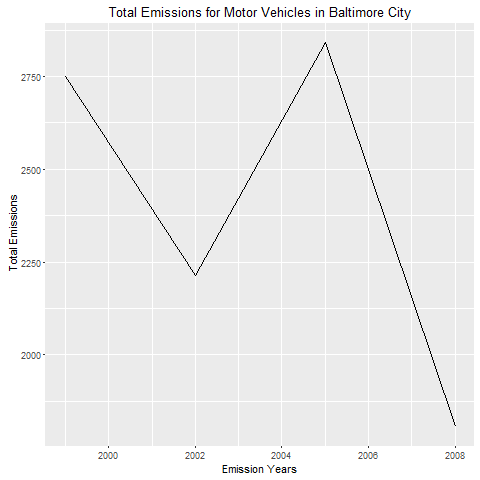 Total Emissions for Motor Vehicles in Baltimore City
Total Emissions
2750
2500
2250
2000
2000 2002 2004 2006 2008
Emission Years